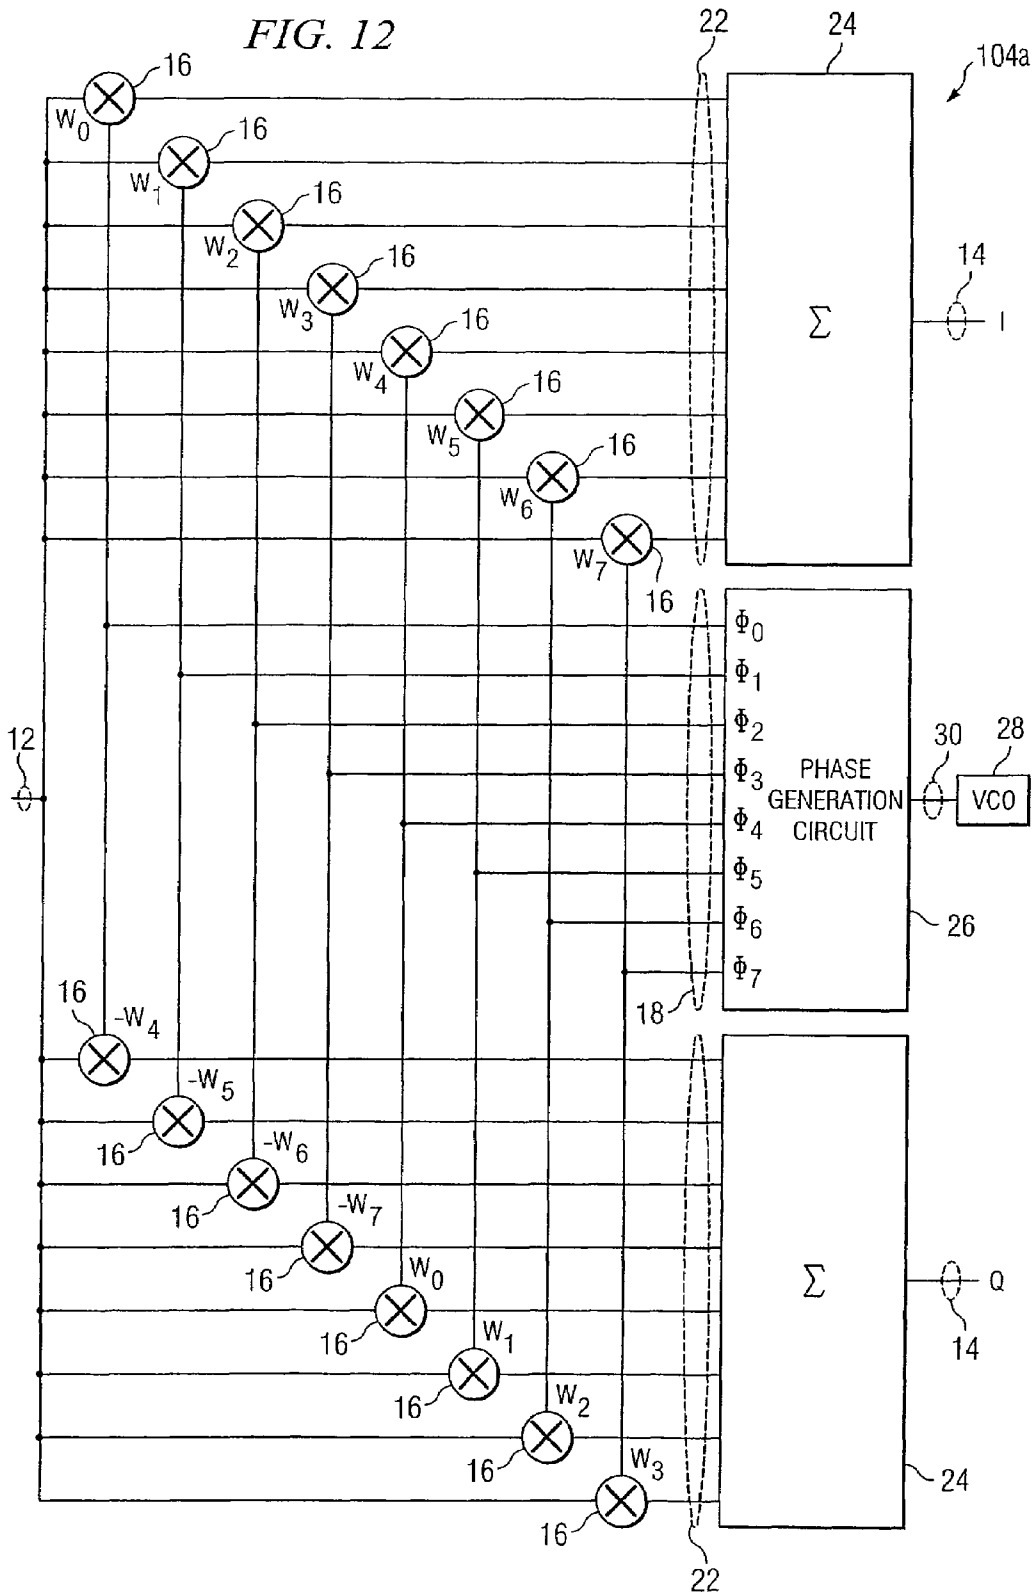 FIG. 12
22
24
104a
16
W0
16
W1
16
W2
16
W3
14
Σ
I
16
W4
16
W5
16
W6
W7
16
Φ0
Φ1
Φ2
12
Φ3
PHASE
GENERATION
CIRCUIT
30
28
VCO
Φ4
Φ5
Φ6
26
Φ7
18
16
-W4
-W5
16
-W6
16
-W7
16
Σ
Q
W0
16
14
W1
16
W2
16
W3
24
16
22